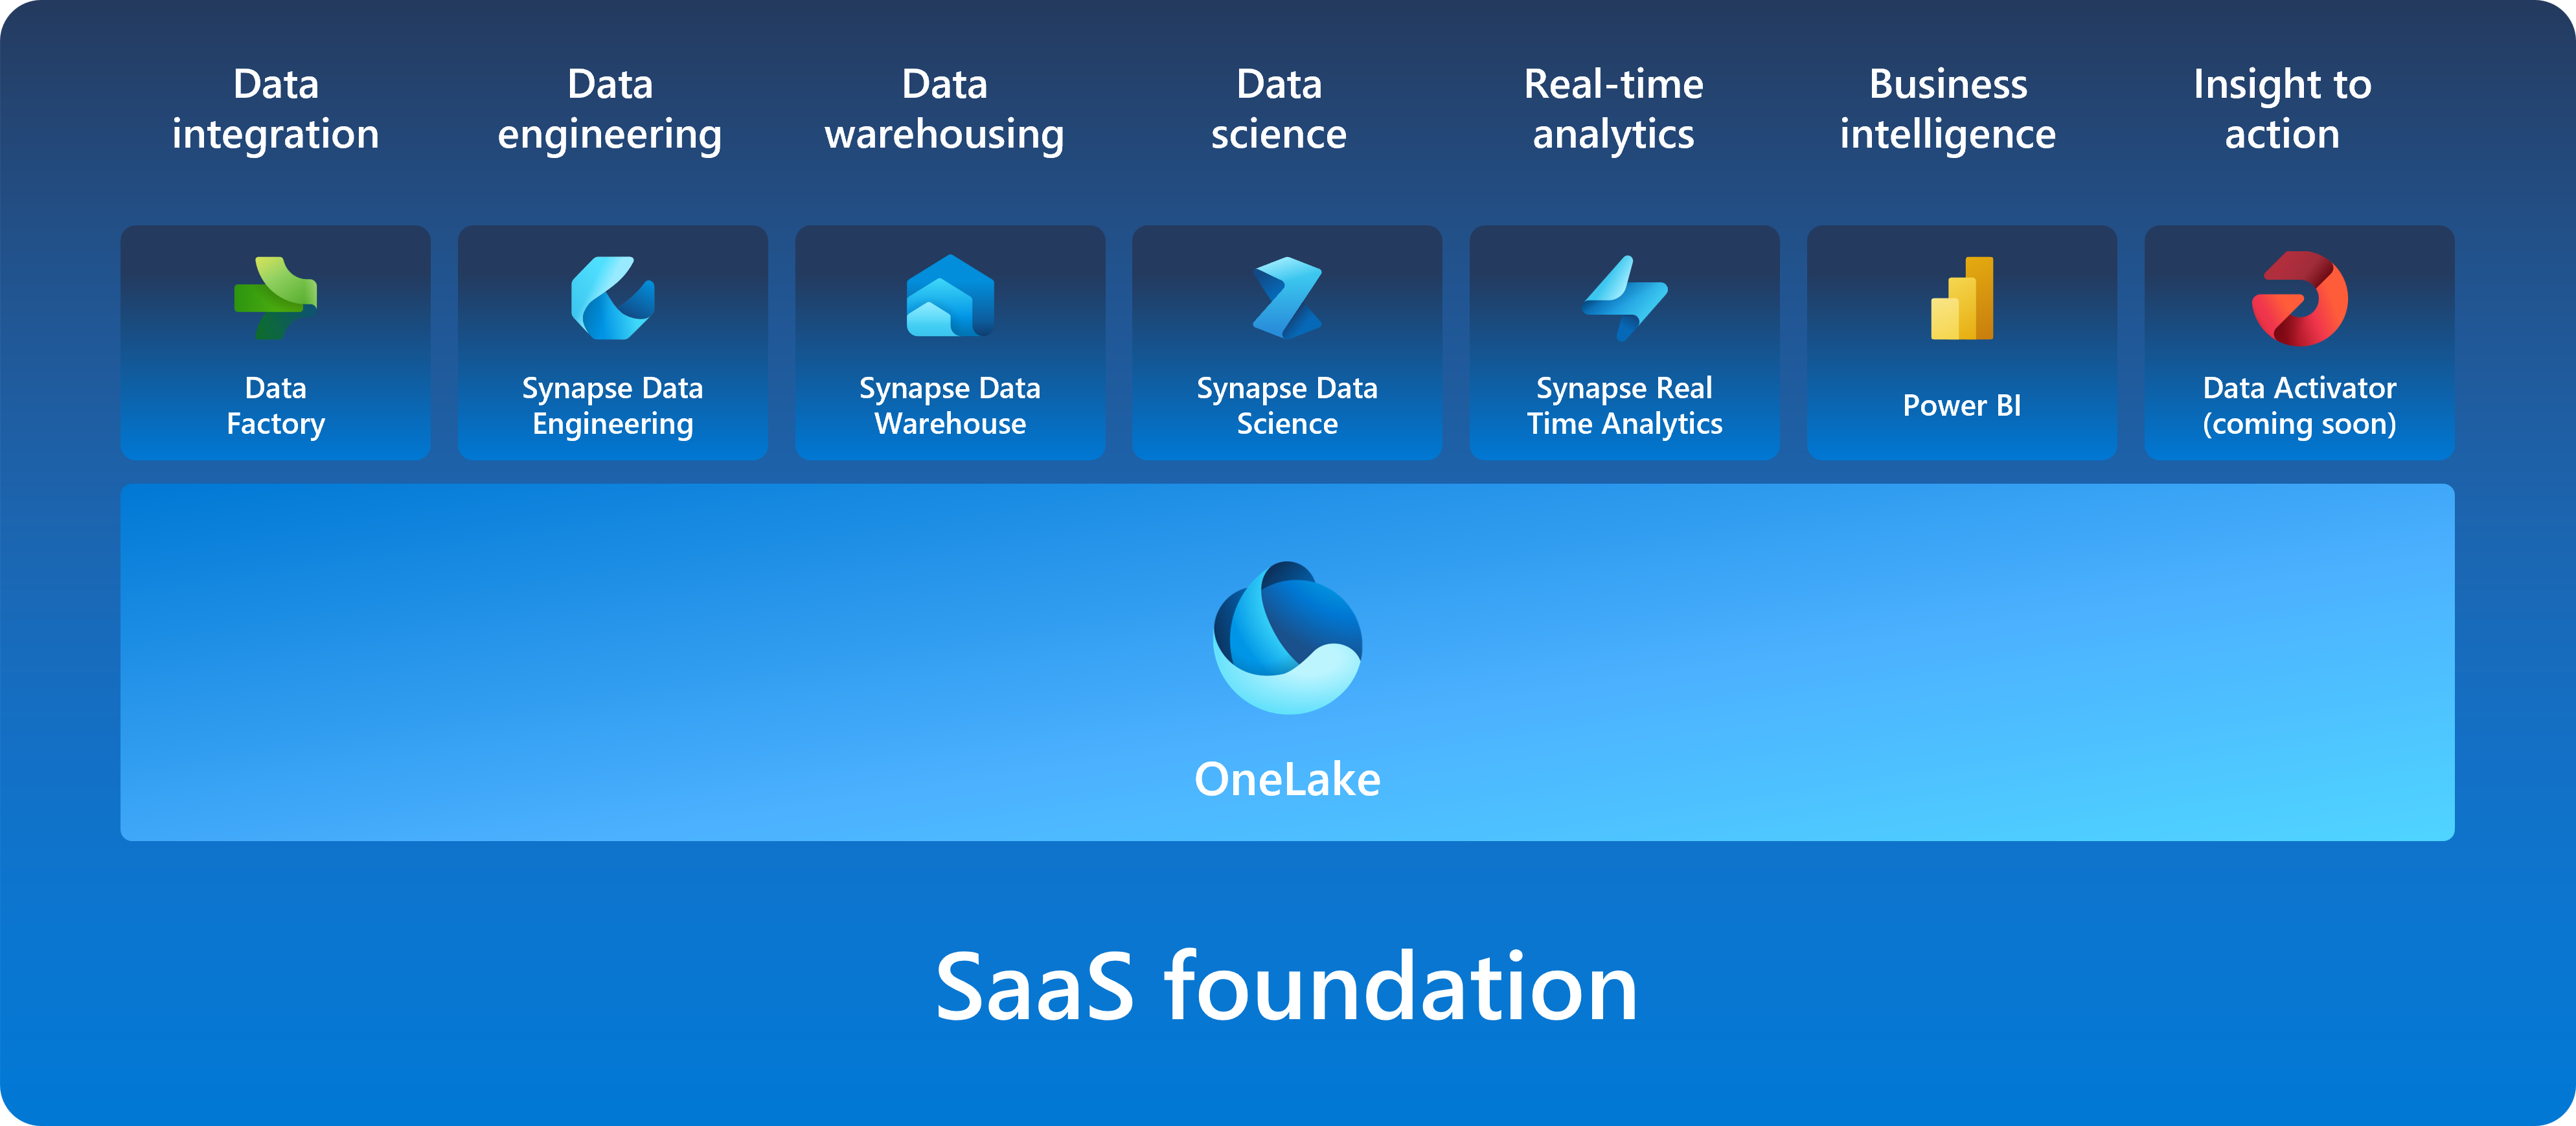 Data
integration
Data
engineering
Data
warehousing
Data
science
Real-time
analytics
Business
intelligence
Insight to
action
Data
Factory
Synapse Data
Engineering
Synapse Data
Warehouse
Synapse Data
Science
Synapse Real
Time Analytics
Power BI
Data Activator
(coming soon)
OneLake
SaaS foundation